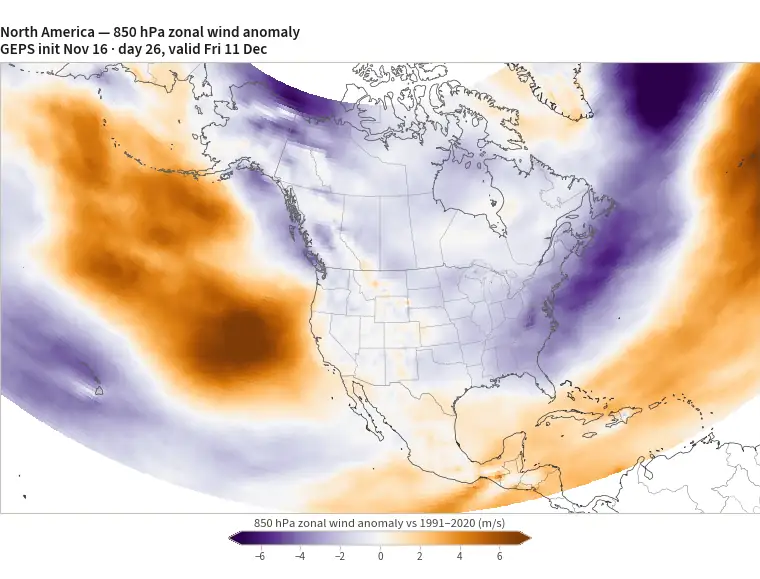 North America — 850 hPa zonal wind anomaly
GEPS init Nov 16 · day 26, valid Fri 11 Dec
850 hPa zonal wind anomaly vs 1991–2020 (m/s)
−6 −4 −2 0 2 4 6